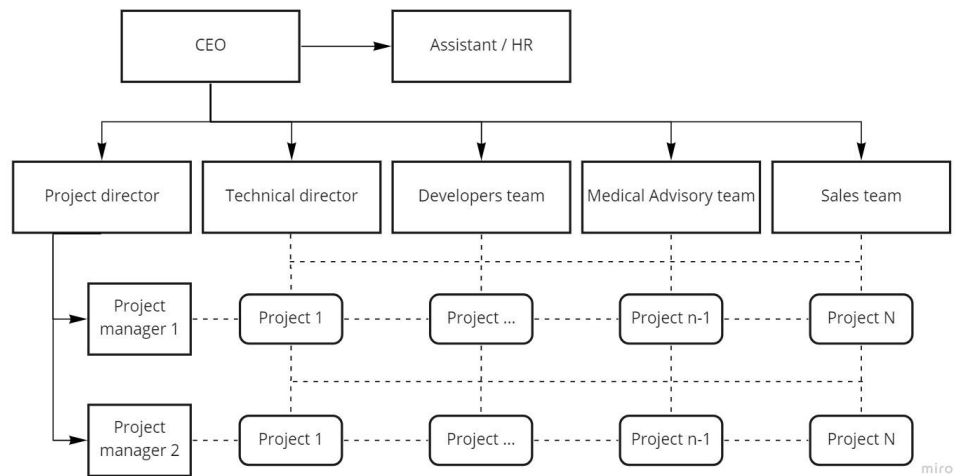 CEO
Assistant / HR
Project director
Technical director
Developers team
Medical Advisory team
Sales team
Project
manager 1
Project 1
Project ...
Project n-1
Project N
Project
manager 2
Project 1
Project ...
Project n-1
Project N
miro